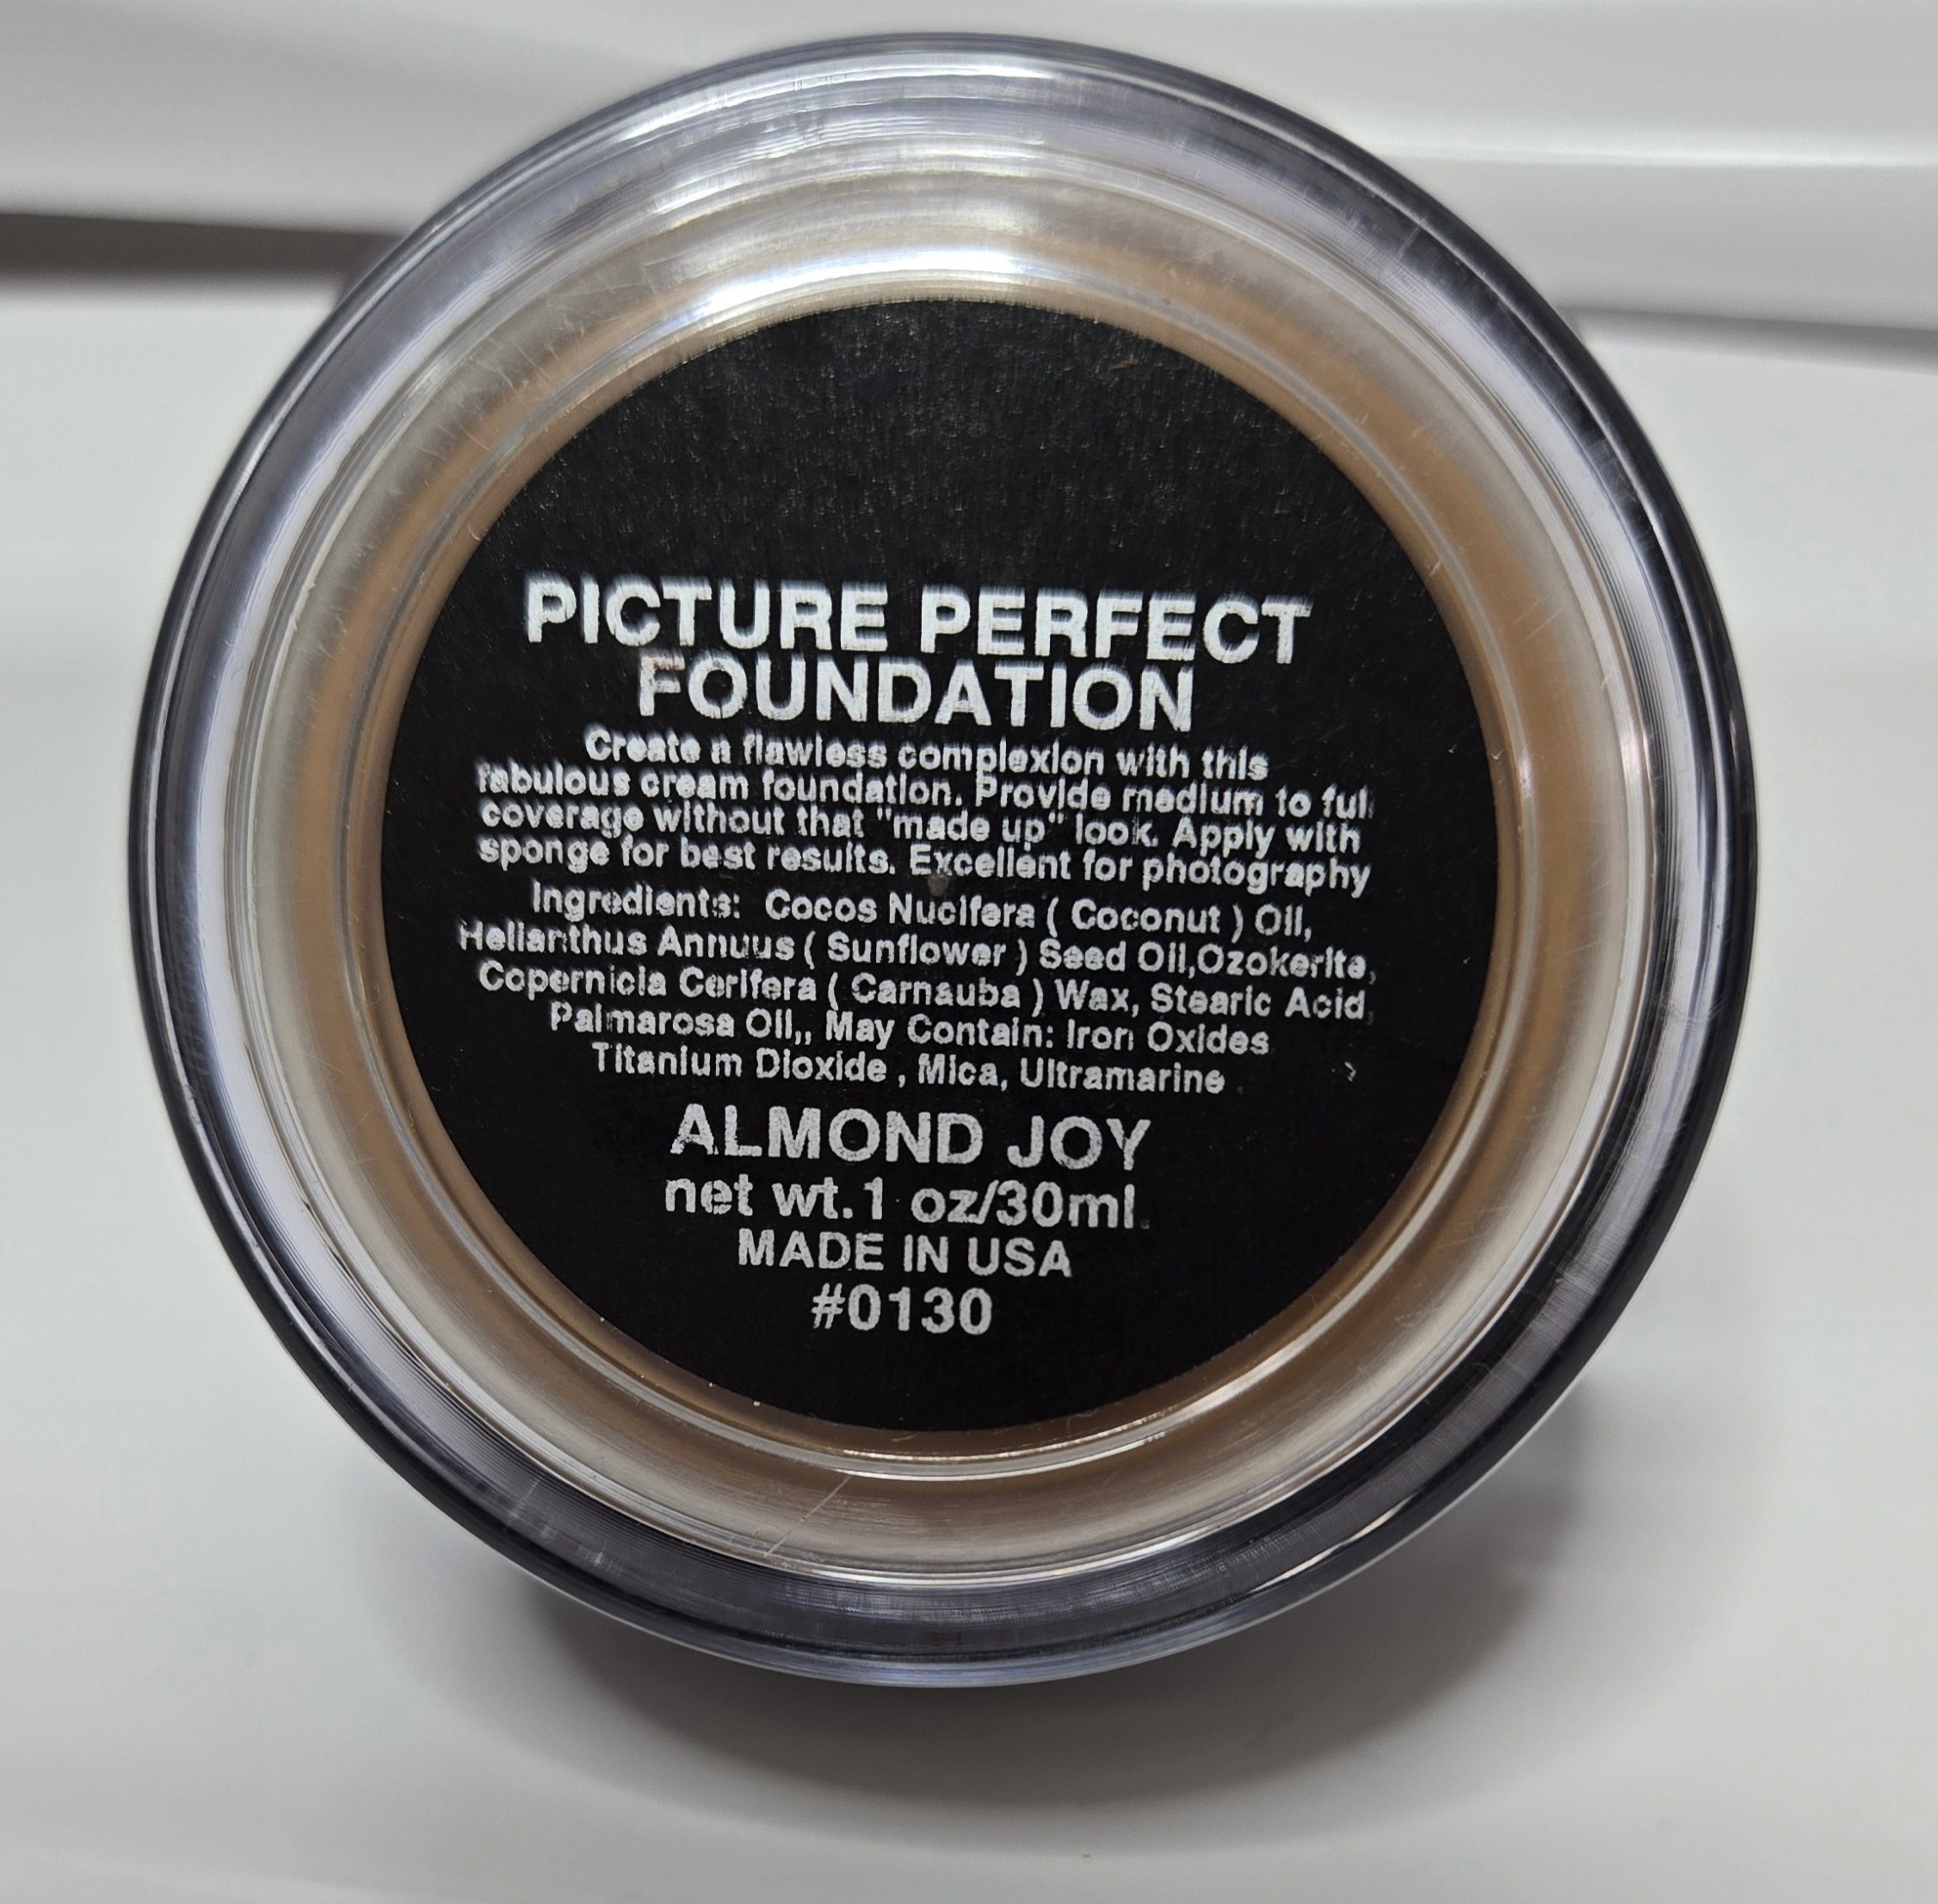 PICTURE PERFECT
FOUNDATION
Create a flawless complexion with this
fabulous cream foundation. Provide medium to full
coverage without that "made up" look. Apply with
sponge for best results. Excellent for photography
Ingredients: Cocos Nucifera ( Coconut ) Oil,
Helianthus Annuus ( Sunflower ) Seed Oil,Ozokerite,
Copernicia Cerifera ( Carnauba ) Wax, Stearic Acid,
Palmarosa Oil,, May Contain: Iron Oxides
Titanium Dioxide , Mica, Ultramarine
ALMOND JOY
net wt.1 oz/30ml.
MADE IN USA
#0130